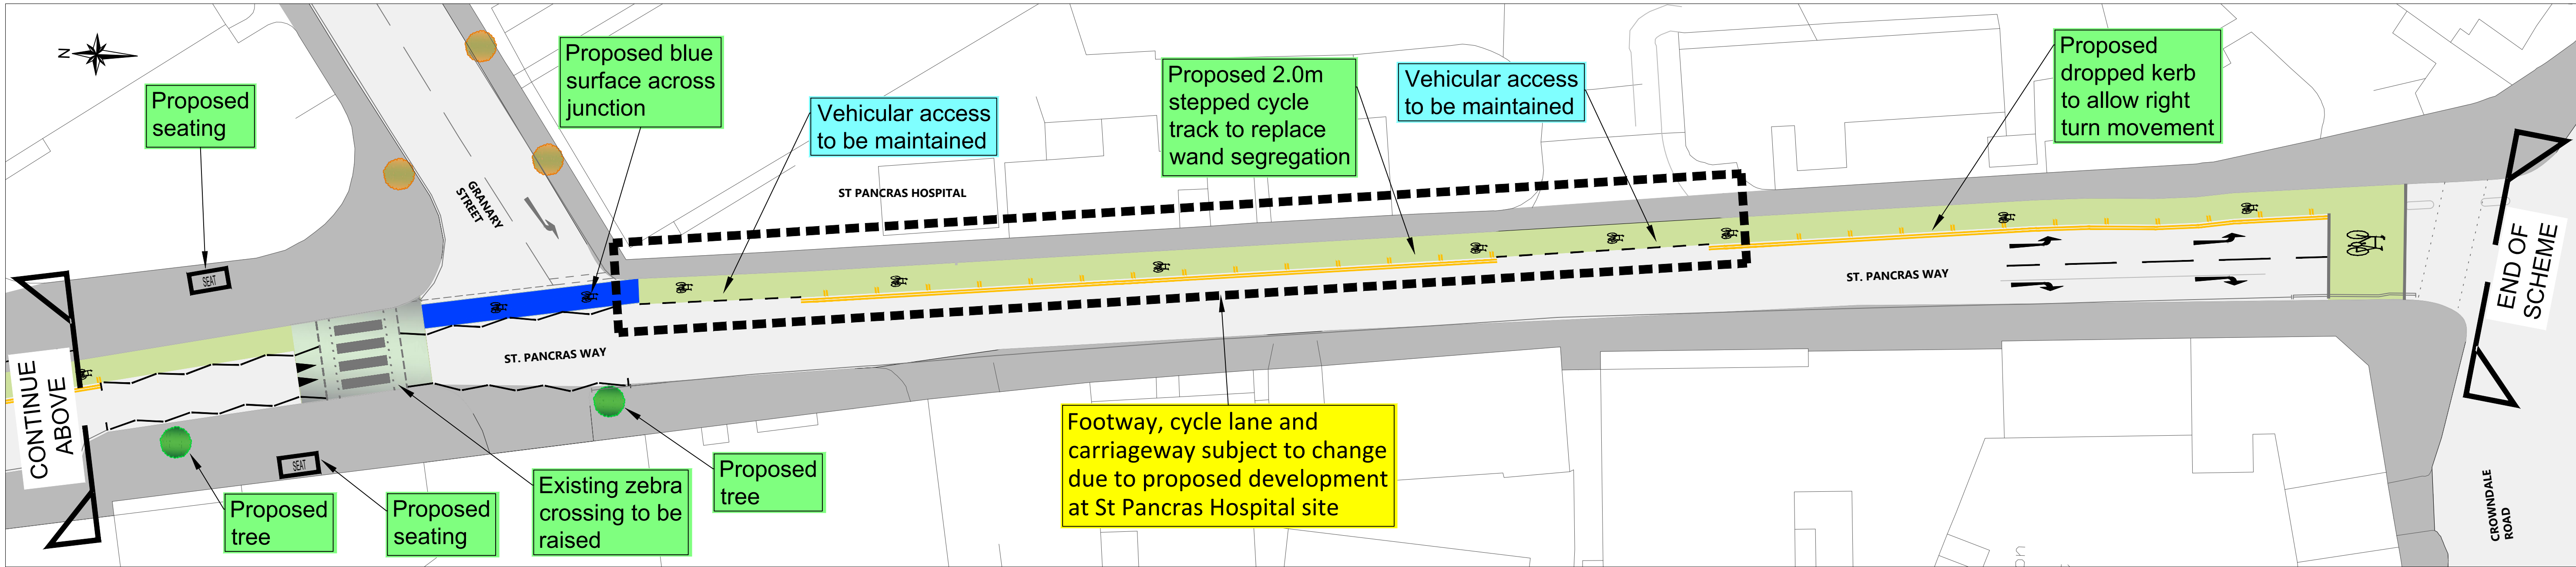 N
Proposed
seating
Proposed blue
surface across
junction
Vehicular access
to be maintained
Proposed 2.0m
stepped cycle
track to replace
wand segregation
Vehicular access
to be maintained
Proposed
dropped kerb
to allow right
turn movement
GRANARY
STREET
ST PANCRAS HOSPITAL
SEAT
ST. PANCRAS WAY
ST. PANCRAS WAY
END OF
SCHEME
CONTINUE
ABOVE
SEAT
Proposed
tree
Proposed
seating
Existing zebra
crossing to be
raised
Proposed
tree
Footway, cycle lane and
carriageway subject to change
due to proposed development
at St Pancras Hospital site
CROWNDALE
ROAD